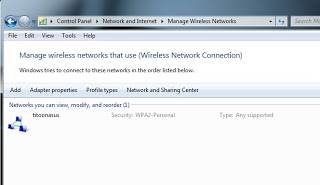 Control Panel ▸ Network and Internet ▸ Manage Wireless Networks
File Edit View Tools Help
Manage wireless networks that use (Wireless Network Connection)
Windows tries to connect to these networks in the order listed below.
Add Adapter properties Profile types Network and Sharing Center
Networks you can view, modify, and reorder (1)
titoonasus Security: WPA2-Personal Type: Any supported